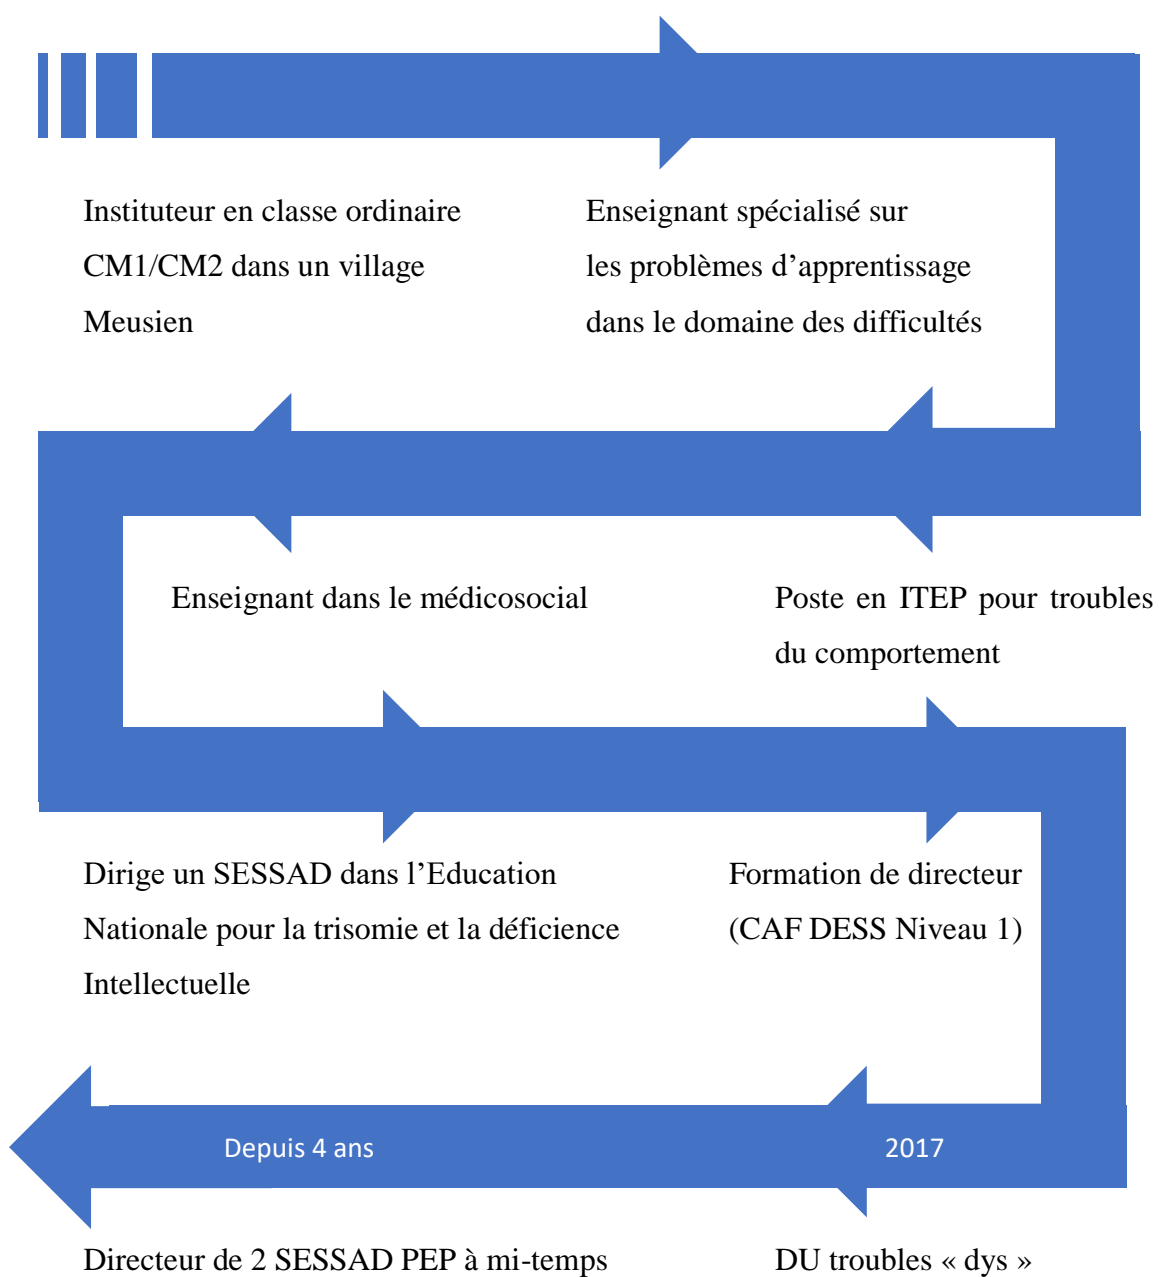 Instituteur en classe ordinaire
CM1/CM2 dans un village
Meusien
Enseignant spécialisé sur
les problèmes d’apprentissage
dans le domaine des difficultés
Enseignant dans le médicosocial
Poste en ITEP pour troubles
du comportement
Dirige un SESSAD dans l’Education
Nationale pour la trisomie et la déficience
Intellectuelle
Formation de directeur
(CAF DESS Niveau 1)
Depuis 4 ans
2017
Directeur de 2 SESSAD PEP à mi-temps
DU troubles « dys »